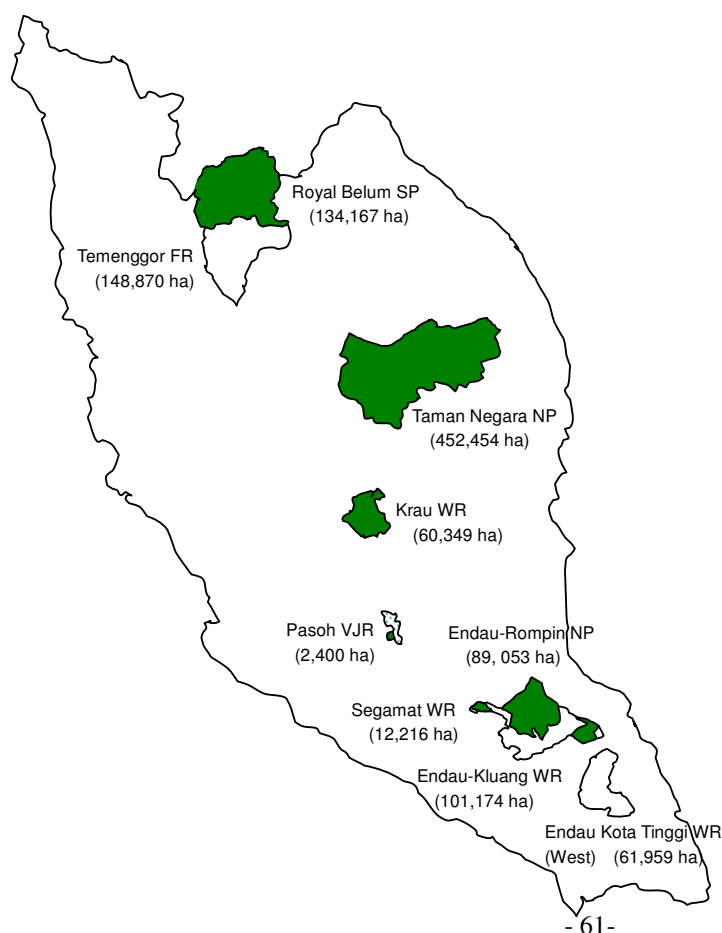 Royal Belum SP
(134,167 ha)
Temenggor FR
(148,870 ha)
Taman Negara NP
(452,454 ha)
Krau WR
(60,349 ha)
Pasoh VJR
(2,400 ha)
Endau-Rompin NP
(89, 053 ha)
Segamat WR
(12,216 ha)
Endau-Kluang WR
(101,174 ha)
Endau Kota Tinggi WR
(West) (61,959 ha)
- 61-